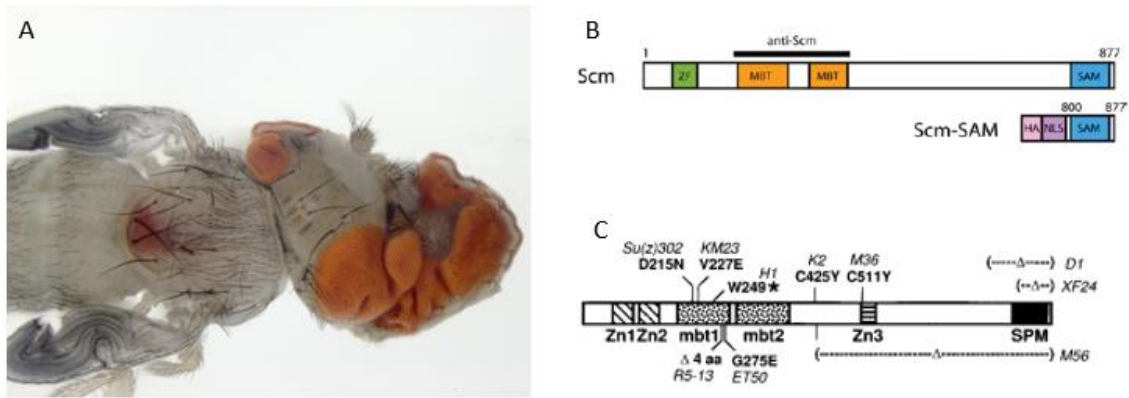 A
B
anti-Scm
1
877
Scm
ZF
MBT
MBT
SAM
800
877
Scm-SAM
HA
NLS
SAM
C
Su(z)302
KM23
K2
M36
D215N
V227E
H1
C425Y
C511Y
(-----Δ-----) D1
W249*
(--Δ--) XF24
Zn1 Zn2
mbt1
mbt2
Zn3
SPM
Δ 4 aa
G275E
(-----Δ-----) M56
R5-13
ET50